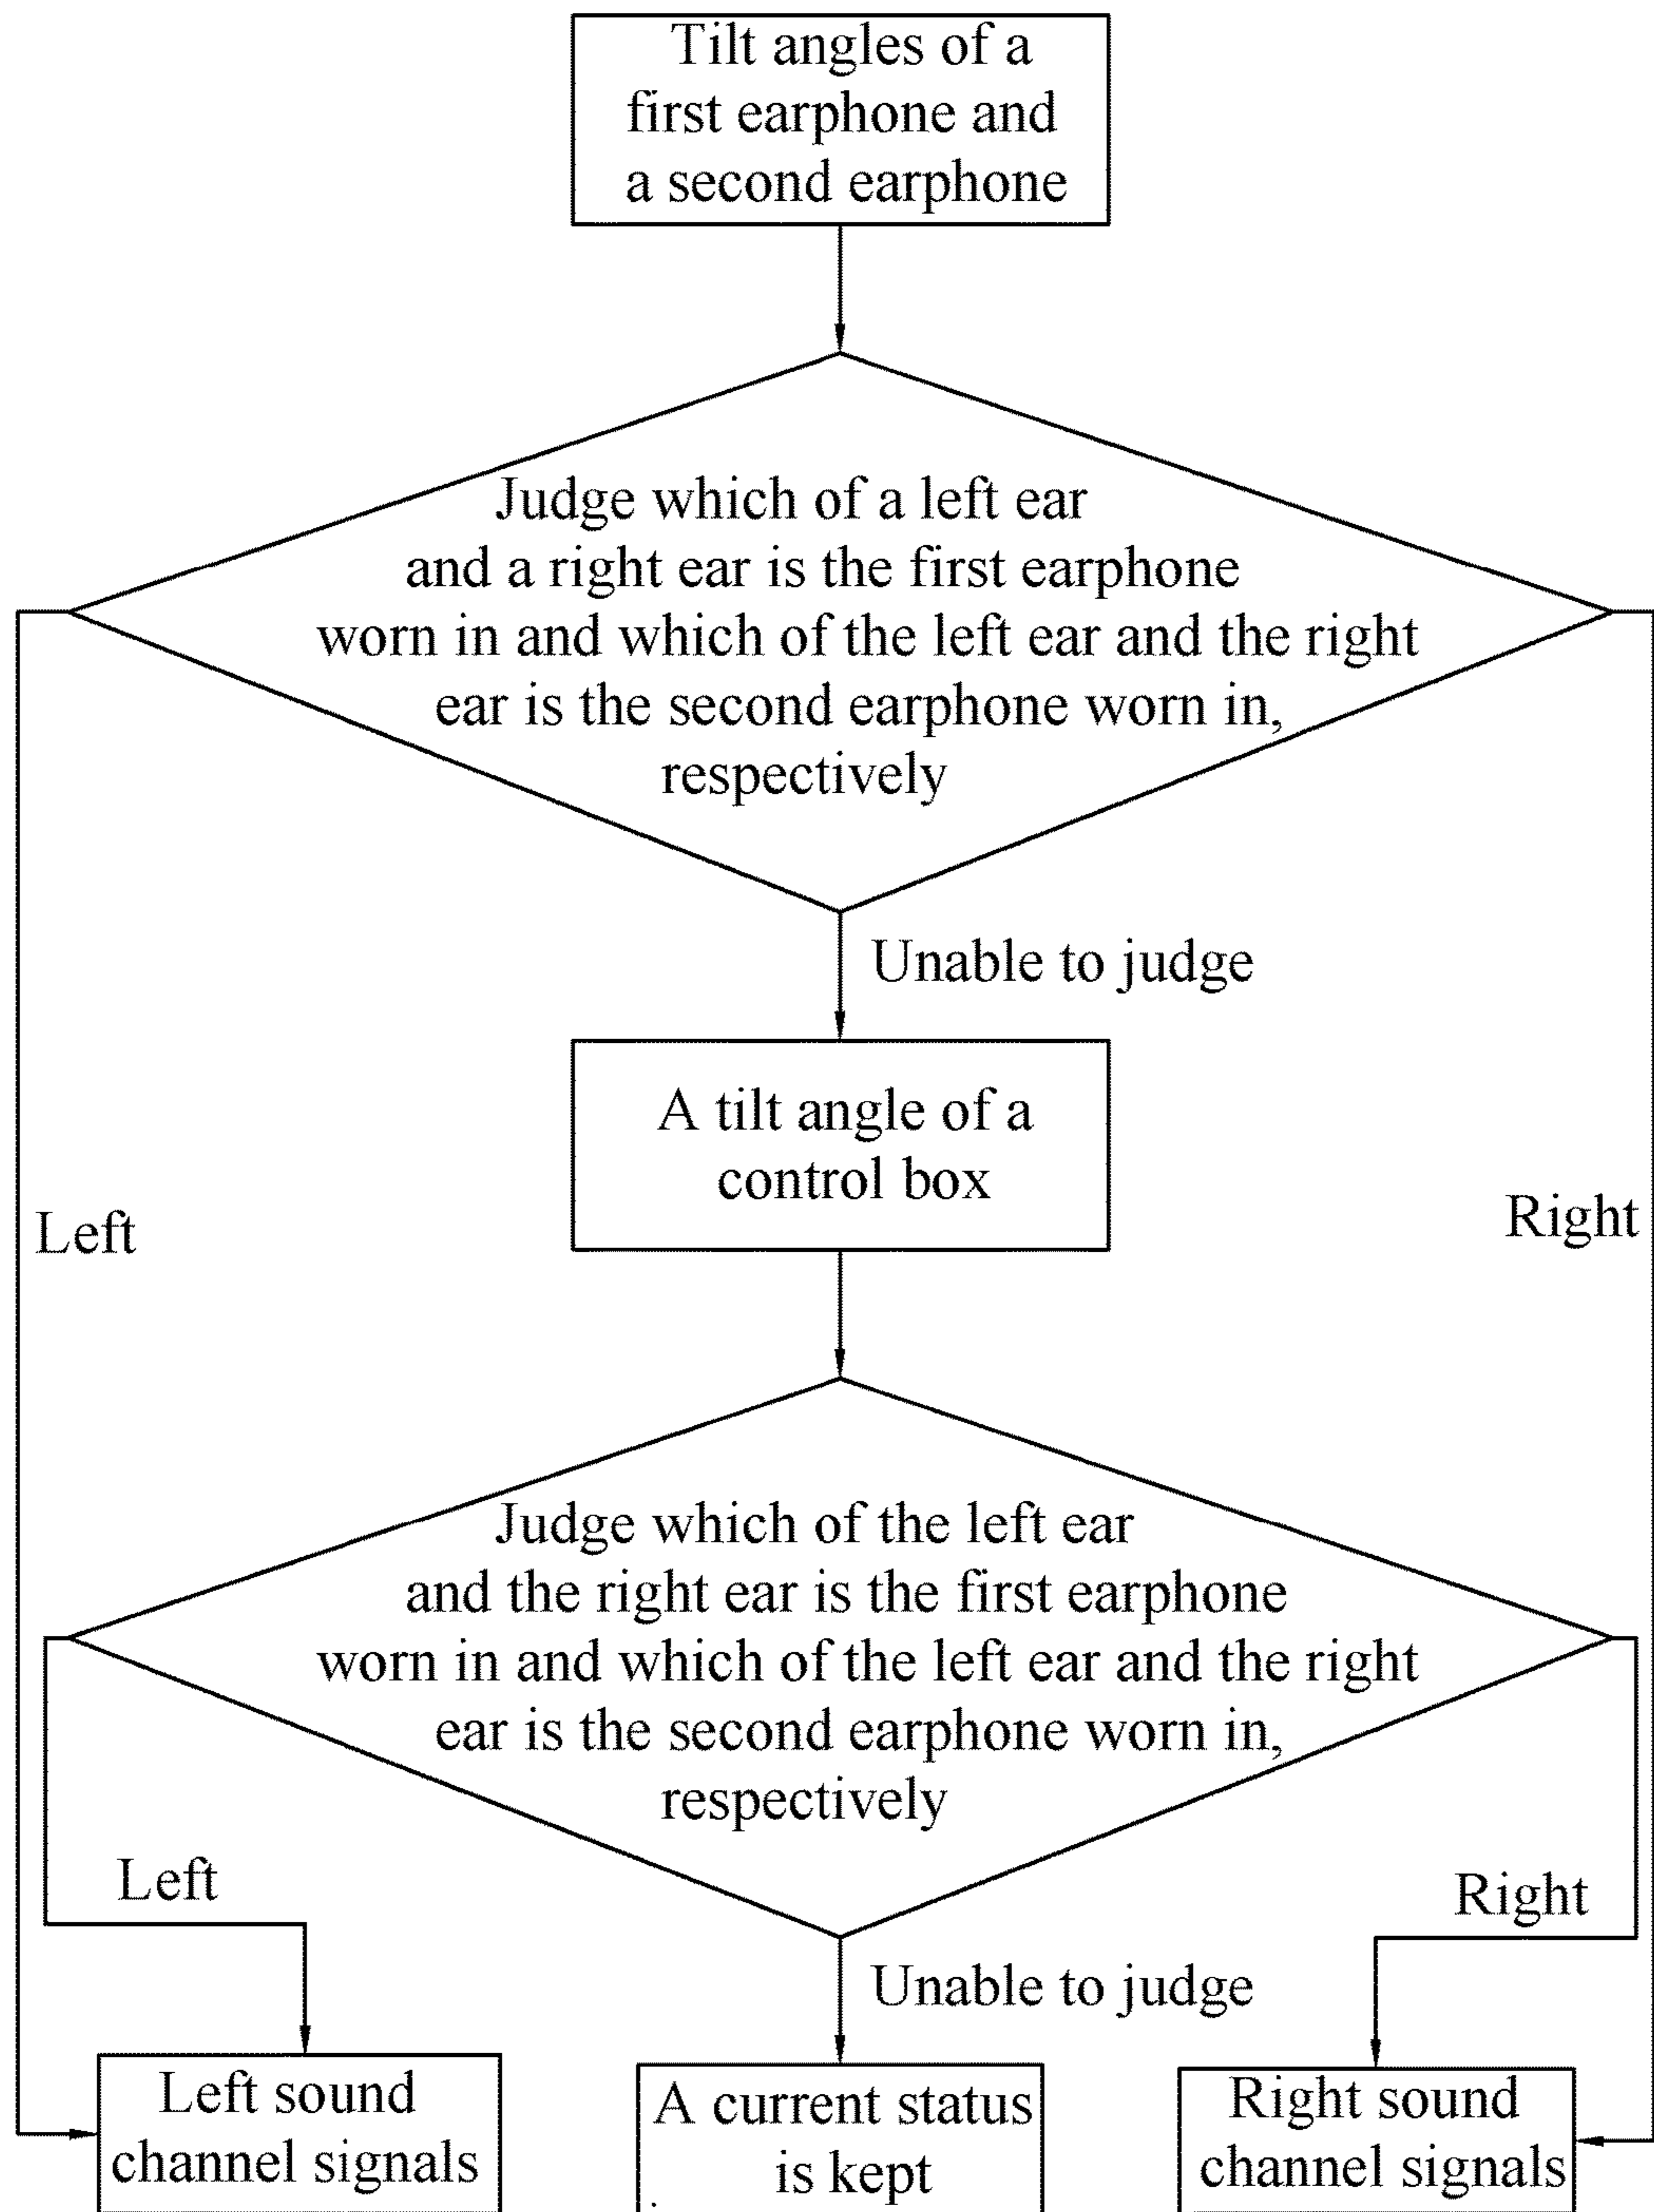 Tilt angles of a
first earphone and
a second earphone
Judge which of a left ear
and a right ear is the first earphone
worn in and which of the left ear and the right
ear is the second earphone worn in,
respectively
Unable to judge
A tilt angle of a
control box
Left
Right
Judge which of the left ear
and the right ear is the first earphone
worn in and which of the left ear and the right
ear is the second earphone worn in,
respectively
Left
Right
Unable to judge
Left sound
channel signals
A current status
is kept
Right sound
channel signals